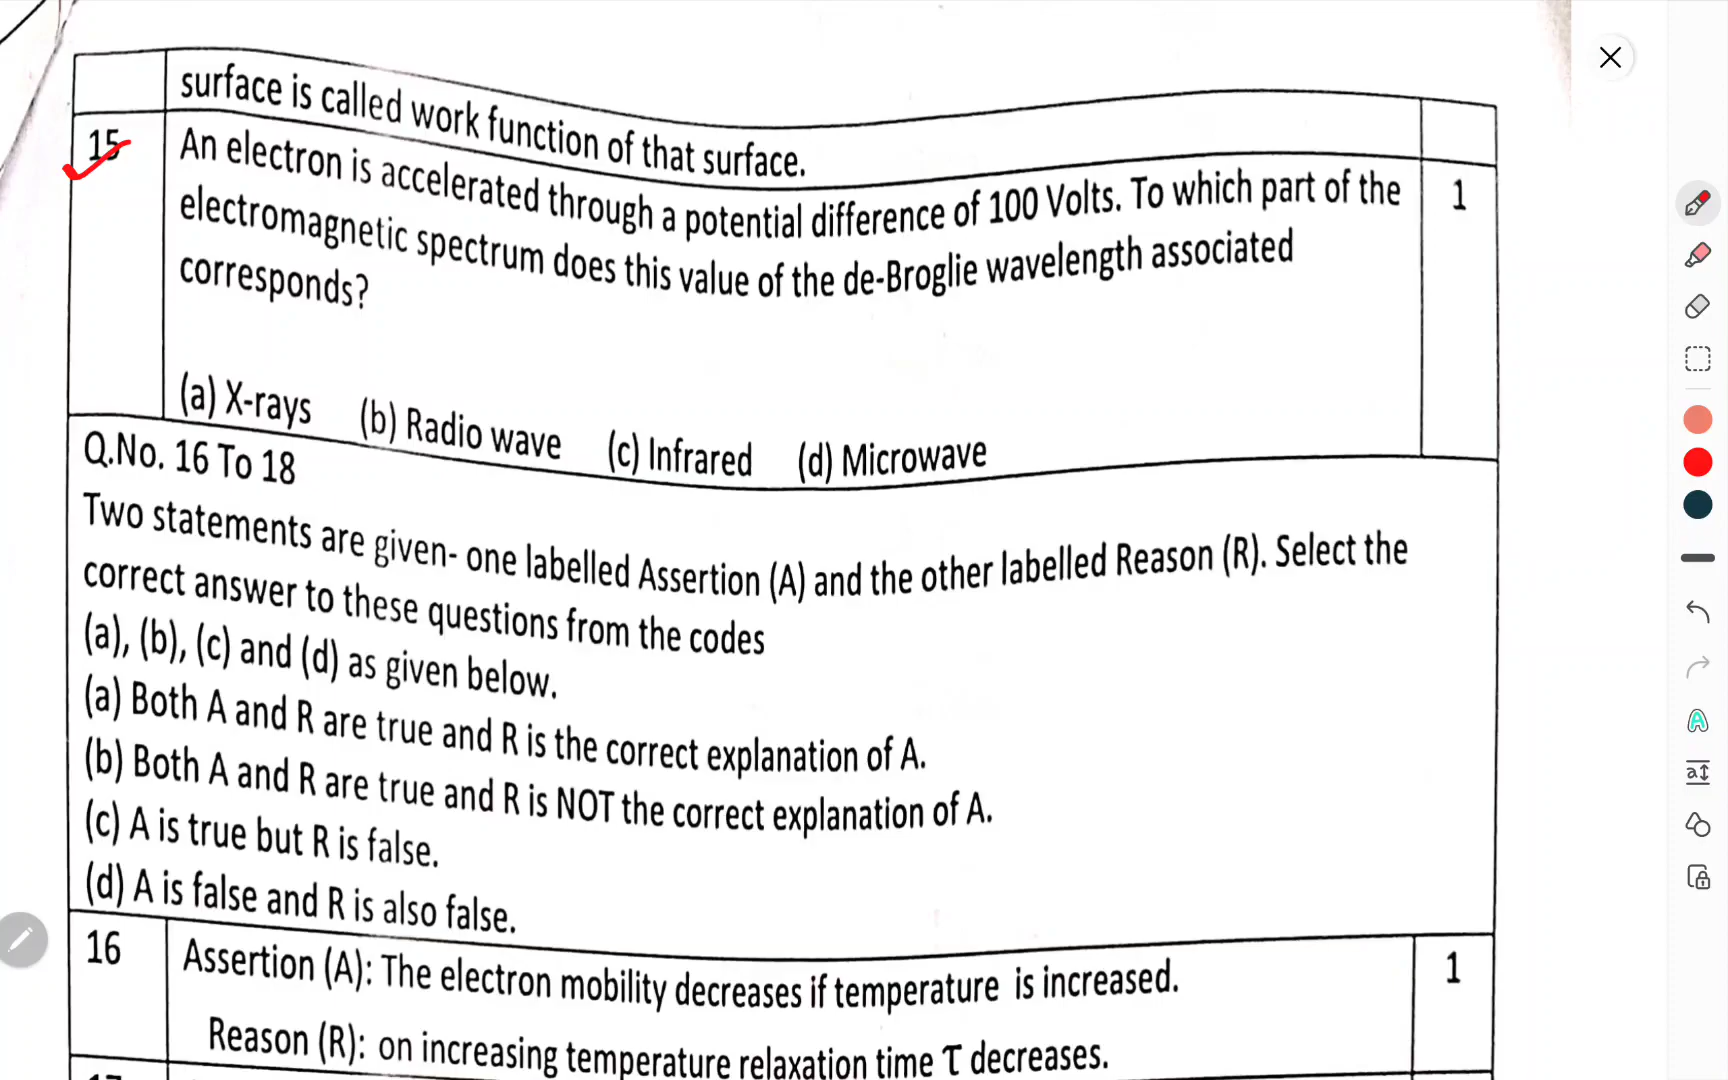 surface is called work function of that surface.
15 An electron is accelerated through a potential difference of 100 Volts. To which part of the 1
electromagnetic spectrum does this value of the de-Broglie wavelength associated
corresponds?
(a) X-rays (b) Radio wave (c) Infrared (d) Microwave
Q.No. 16 To 18
Two statements are given- one labelled Assertion (A) and the other labelled Reason (R). Select the
correct answer to these questions from the codes
(a), (b), (c) and (d) as given below.
(a) Both A and R are true and R is the correct explanation of A.
(b) Both A and R are true and R is NOT the correct explanation of A.
(c) A is true but R is false.
(d) A is false and R is also false.
16 Assertion (A): The electron mobility decreases if temperature is increased. 1
Reason (R): on increasing temperature relaxation time τ decreases.